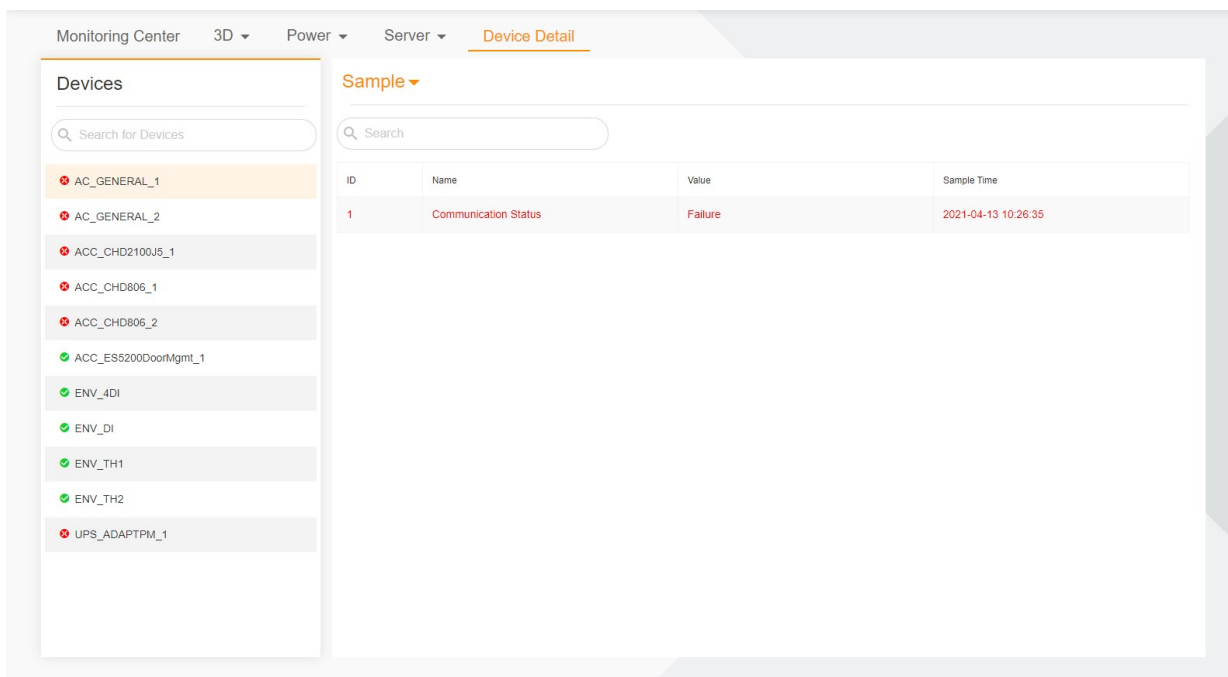 Monitoring Center 3D Power Server Device Detail
Devices
Search for Devices
AC_GENERAL_1
AC_GENERAL_2
ACC_CHD2100J5_1
ACC_CHD806_1
ACC_CHD806_2
ACC_ES5200DoorMgmt_1
ENV_4DI
ENV_DI
ENV_TH1
ENV_TH2
UPS_ADAPTPM_1
Sample
Search
ID Name Value Sample Time
1 Communication Status Failure 2021-04-13 10:26:35